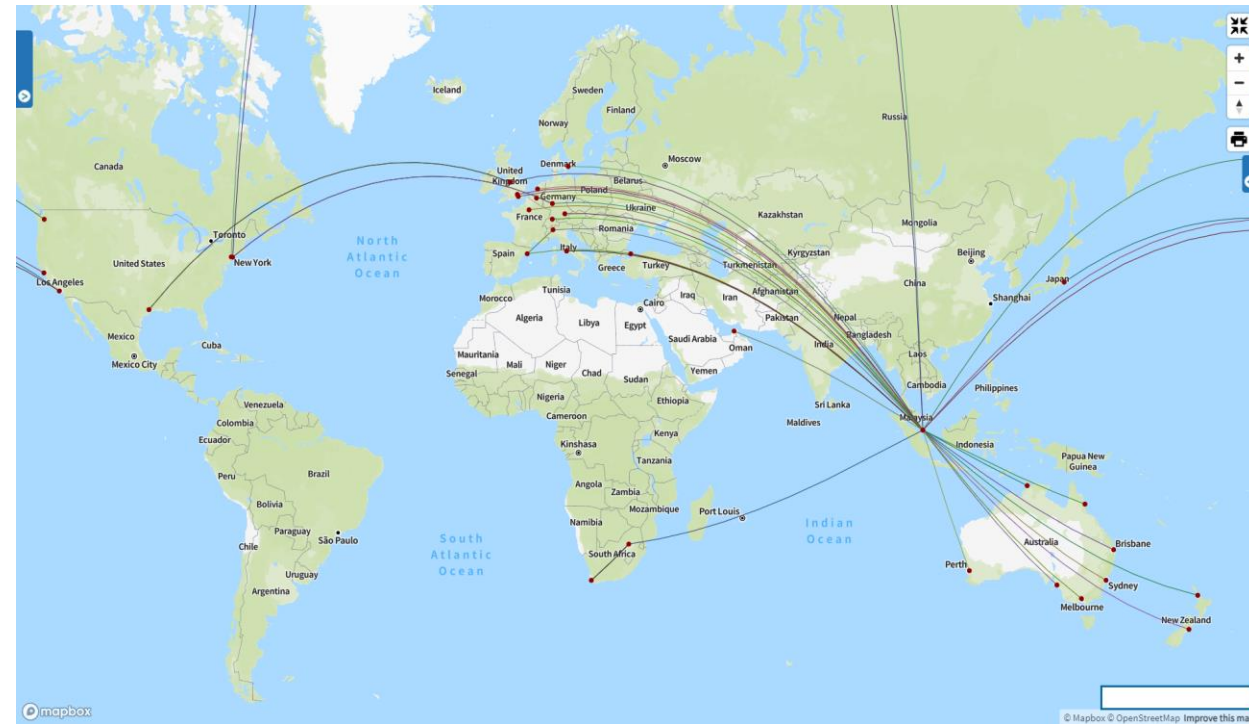 Iceland
Sweden
Finland
Norway
Russia
Canada
United
Kingdom
Denmark
Moscow
Belarus
Poland
Germany
Ukraine
France
Kazakhstan
Mongolia
Toronto
New York
United States
Los Angeles
North
Atlantic
Ocean
Romania
Spain
Italy
Greece
Turkey
Turkmenistan
Kyrgyzstan
Beijing
China
Japan
Shanghai
Morocco
Tunisia
Cairo
Iraq
Iran
Afghanistan
Pakistan
Nepal
Bangladesh
India
Laos
Mexico
Mexico City
Cuba
Algeria
Libya
Egypt
Saudi Arabia
Oman
Yemen
Mauritania
Mali
Niger
Chad
Sudan
Senegal
Nigeria
Cameroon
Ethiopia
Kenya
Kinshasa
Tanzania
Sri Lanka
Maldives
Cambodia
Philippines
Malaysia
Indonesia
Papua New
Guinea
Venezuela
Colombia
Ecuador
Peru
Brazil
Bolivia
Paraguay
São Paulo
Chile
Uruguay
Argentina
South
Atlantic
Ocean
Angola
Zambia
Mozambique
Namibia
South Africa
Port Louis
Indian
Ocean
Australia
Brisbane
Perth
Sydney
Melbourne
New Zealand
mapbox
© Mapbox © OpenStreetMap Improve this ma